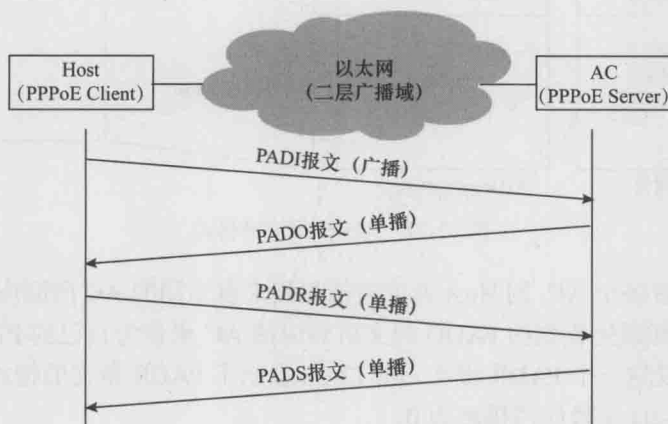 Host
(PPPoE Client)
以太网
(二层广播域)
AC
(PPPoE Server)
PADI报文（广播）
PADO报文（单播）
PADR报文（单播）
PADS报文（单播）